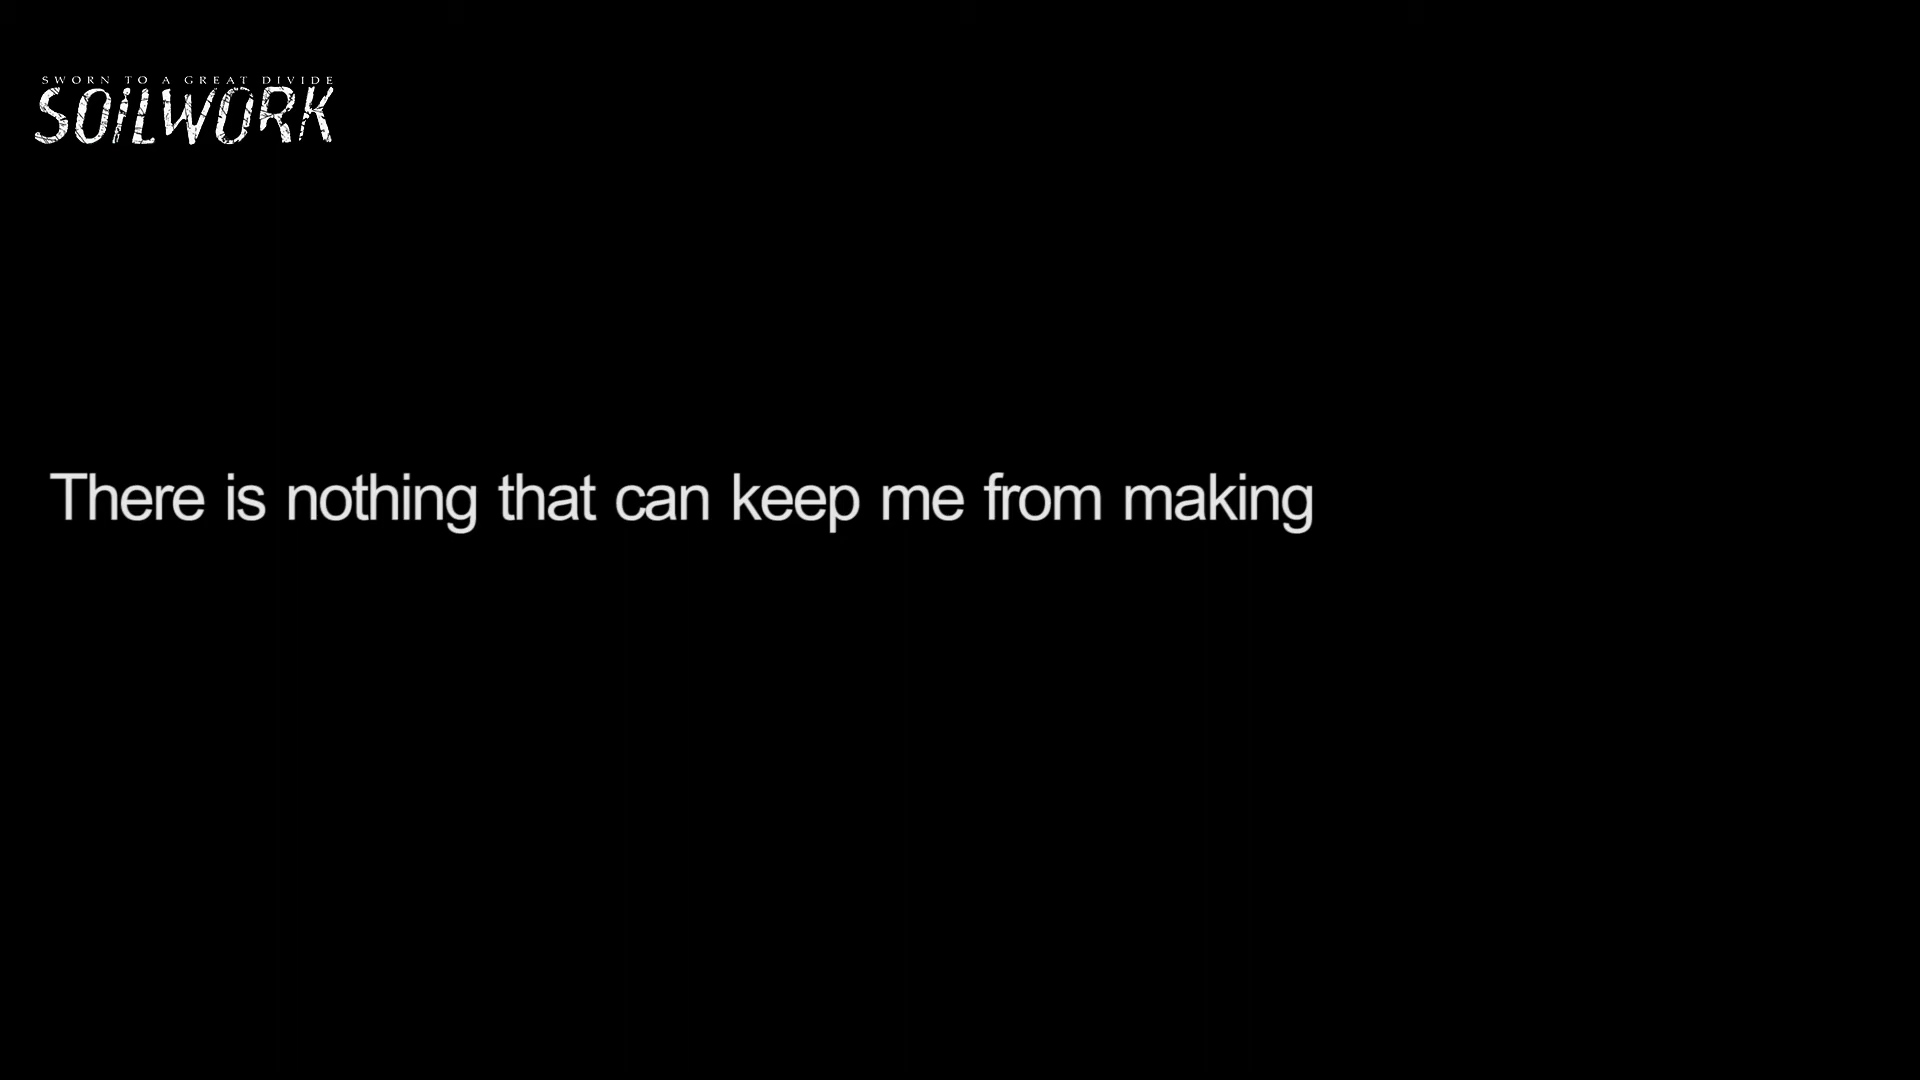 SWORN TO A GREAT DIVIDE
SOILWORK
There is nothing that can keep me from making